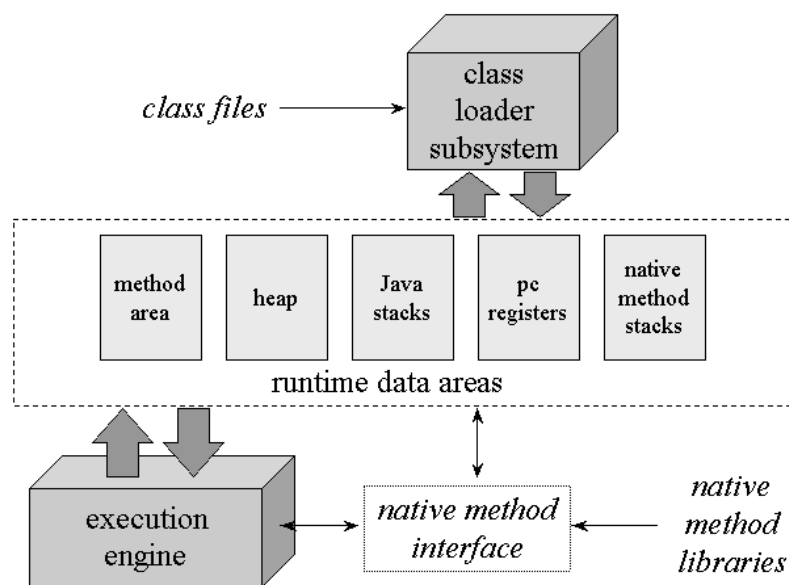 class
loader
subsystem
class files
method
area
heap
Java
stacks
pc
registers
native
method
stacks
runtime data areas
execution
engine
native method
interface
native
method
libraries